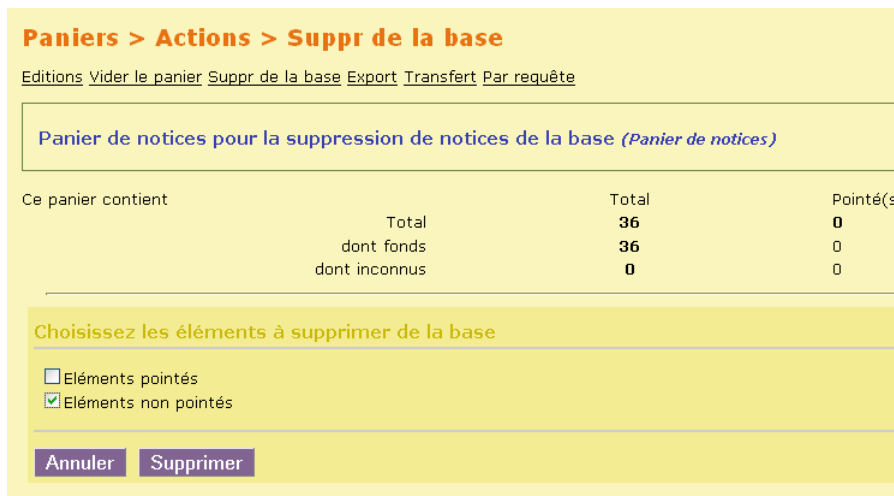 Paniers > Actions > Suppr de la base
Editions Vider le panier Suppr de la base Export Transfert Par requête
Panier de notices pour la suppression de notices de la base (Panier de notices)
Ce panier contient Total Pointé(s
Total 36 0
dont fonds 36 0
dont inconnus 0 0
Choisissez les éléments à supprimer de la base
Eléments pointés
Eléments non pointés
Annuler Supprimer